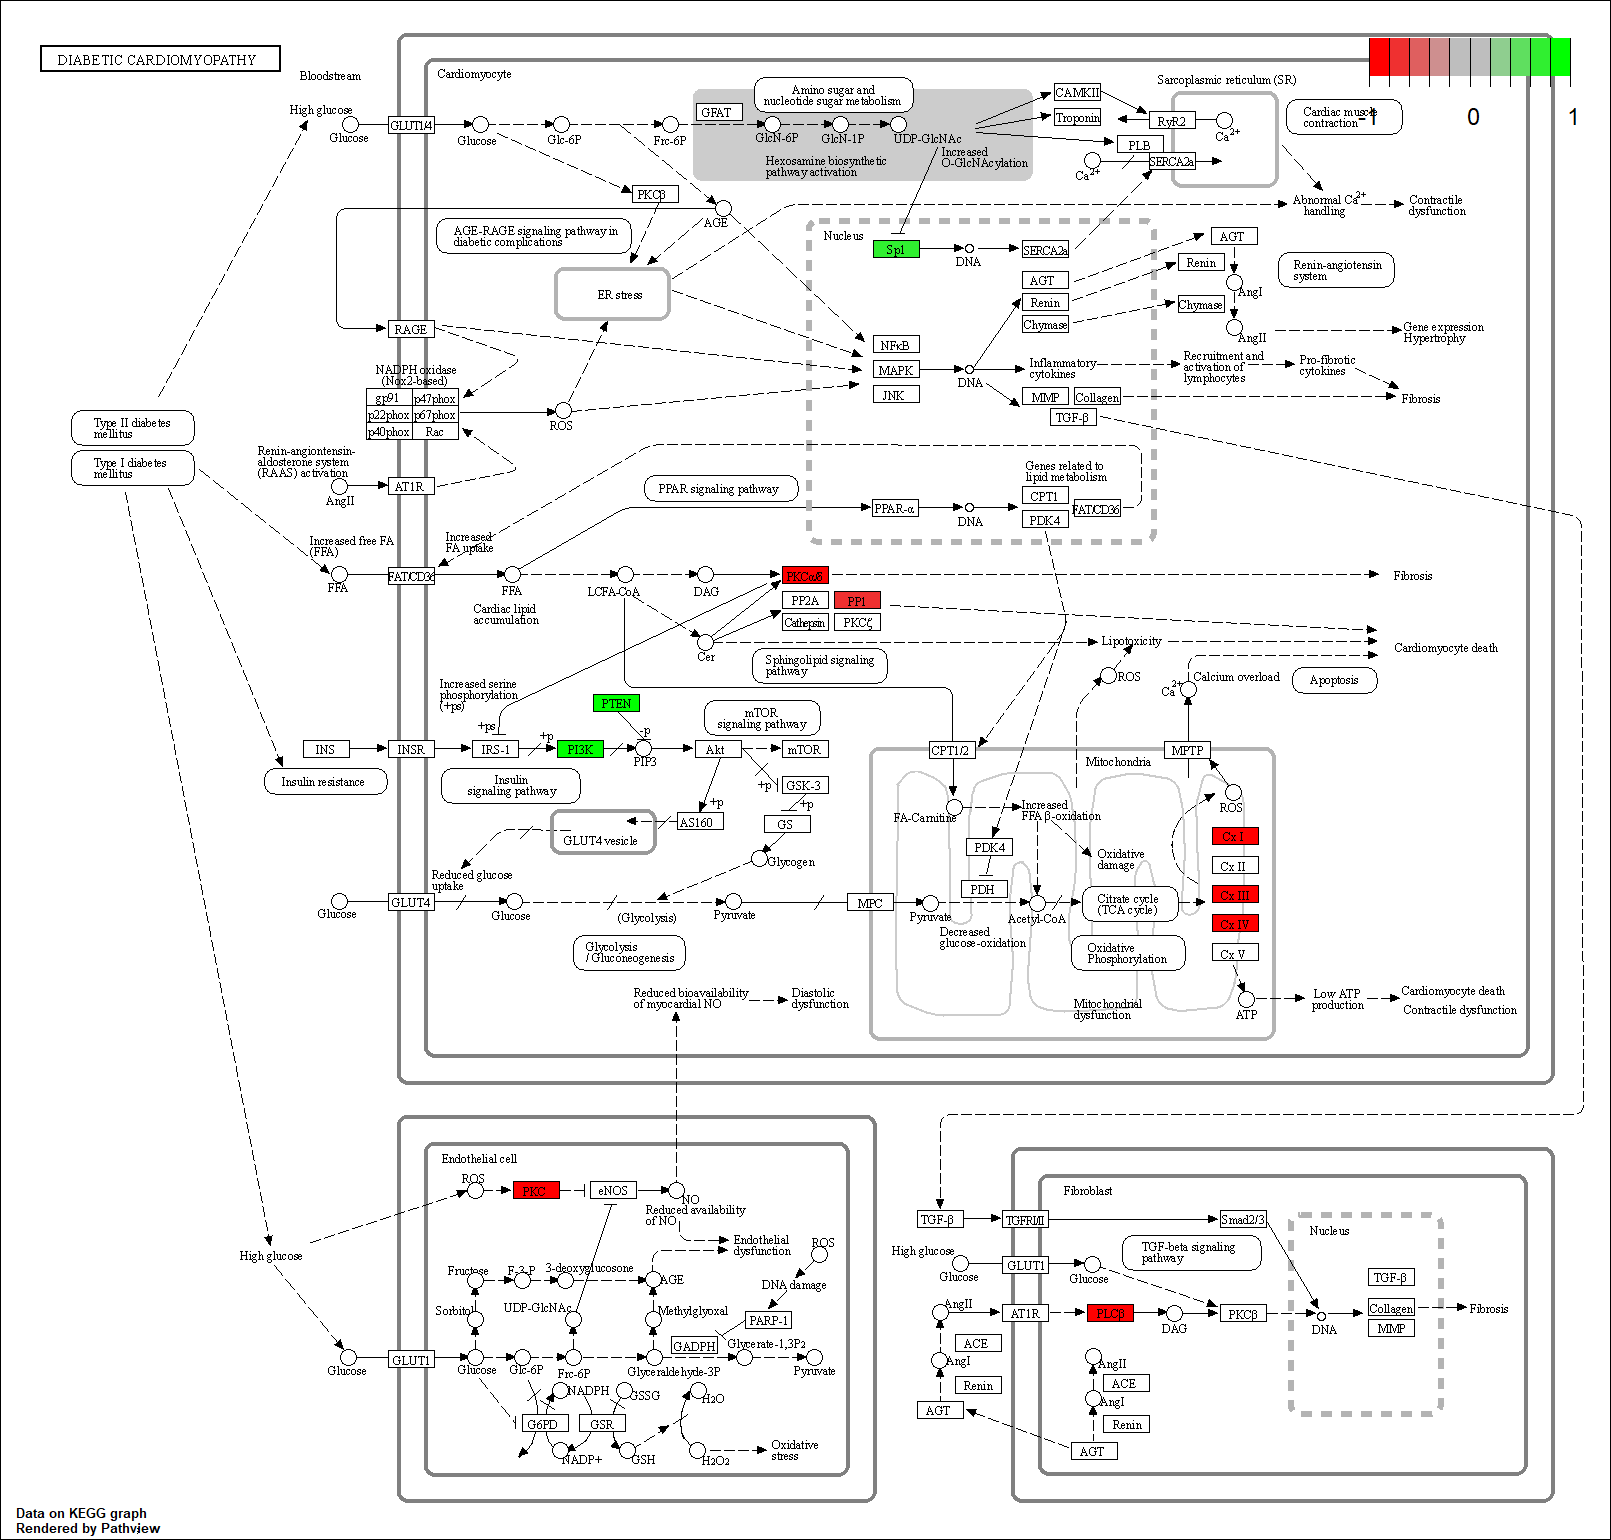 DIABETIC CARDIOMYOPATHY
Bloodstream
Cardiomyocyte
Sarcoplasmic reticulum (SR)
-1
0
1
High glucose
Glucose
GLUT1/4
Glucose
Glc-6P
Frc-6P
GFAT
Amino sugar and
nucleotide sugar metabolism
GlcN-6P
GlcN-1P
UDP-GlcNAc
Hexosamine biosynthetic
pathway activation
Increased
O-GlcNAcylation
CAMKII
Troponin
PLB
RyR2
SERCA2a
Ca2+
Ca2+
Cardiac muscle
contraction
Abnormal Ca2+
handling
Contractile
dysfunction
PKCβ
AGE
AGE-RAGE signaling pathway in
diabetic complications
ER stress
Nucleus
Sp1
DNA
SERCA2a
AGT
Renin
Chymase
AGT
Renin
Chymase
AngI
AngII
Renin-angiotensin
system
Gene expression
Hypertrophy
RAGE
NFκB
MAPK
JNK
DNA
Inflammatory
cytokines
Recruitment and
activation of
lymphocytes
Pro-fibrotic
cytokines
Fibrosis
MMP
Collagen
TGF-β
NADPH oxidase
(Nox2-based)
gp91
p47phox
p22phox
p67phox
p40phox
Rac
ROS
Type II diabetes
mellitus
Type I diabetes
mellitus
Renin-angiontensin-
aldosterone system
(RAAS) activation
AngII
AT1R
PPAR signaling pathway
PPAR-α
DNA
Genes related to
lipid metabolism
CPT1
PDK4
FAT/CD36
Increased free FA
(FFA)
Increased
FA uptake
FFA
FAT/CD36
FFA
LCFA-CoA
DAG
Cardiac lipid
accumulation
PP2A
PP1
Cathepsin
PKCζ
Fibrosis
Cer
Sphingolipid signaling
pathway
Lipotoxicity
ROS
Cardiomyocyte death
Calcium overload
Ca2+
Apoptosis
Increased serine
phosphorylation
(+ps)
+ps
PTEN
-p
INS
INSR
IRS-1
+p
PI3K
PIP3
Akt
mTOR
mTOR
signaling pathway
Insulin resistance
Insulin
signaling pathway
+p
GSK-3
+p
GS
+p
AS160
GLUT4 vesicle
Glycogen
Reduced glucose
uptake
CPT1/2
MPTP
Mitochondria
FA-Carnitine
Increased
FFA β-oxidation
PDK4
PDH
Oxidative
damage
ROS
Cx I
Cx II
Cx III
Cx IV
Cx V
Glucose
GLUT4
Glucose
(Glycolysis)
Pyruvate
MPC
Pyruvate
Acetyl-CoA
Citrate cycle
(TCA cycle)
Decreased
glucose-oxidation
Oxidative
Phosphorylation
Glycolysis
/ Gluconeogenesis
Reduced bioavailability
of myocardial NO
Diastolic
dysfunction
Mitochondrial
dysfunction
ATP
Low ATP
production
Cardiomyocyte death
Contractile dysfunction
Endothelial cell
ROS
PKC
eNOS
NO
Reduced availability
of NO
Endothelial
dysfunction
ROS
DNA damage
PARP-1
High glucose
Fructose
F-3-P
3-deoxyglucosone
AGE
Sorbitol
UDP-GlcNAc
Methylglyoxal
GADPH
Glycerate-1,3P2
Glucose
GLUT1
Glucose
Glc-6P
Frc-6P
Glyceraldehyde-3P
Pyruvate
NADPH
GSSG
H2O
G6PD
GSR
NADP+
GSH
H2O2
Oxidative
stress
Fibroblast
TGF-β
TGFRI/II
Smad2/3
Nucleus
High glucose
Glucose
GLUT1
Glucose
TGF-beta signaling
pathway
AngII
AT1R
PLCβ
DAG
PKCβ
DNA
TGF-β
Collagen
MMP
Fibrosis
ACE
AngI
Renin
AGT
AngII
ACE
AngI
Renin
AGT
Data on KEGG graph
Rendered by Pathview